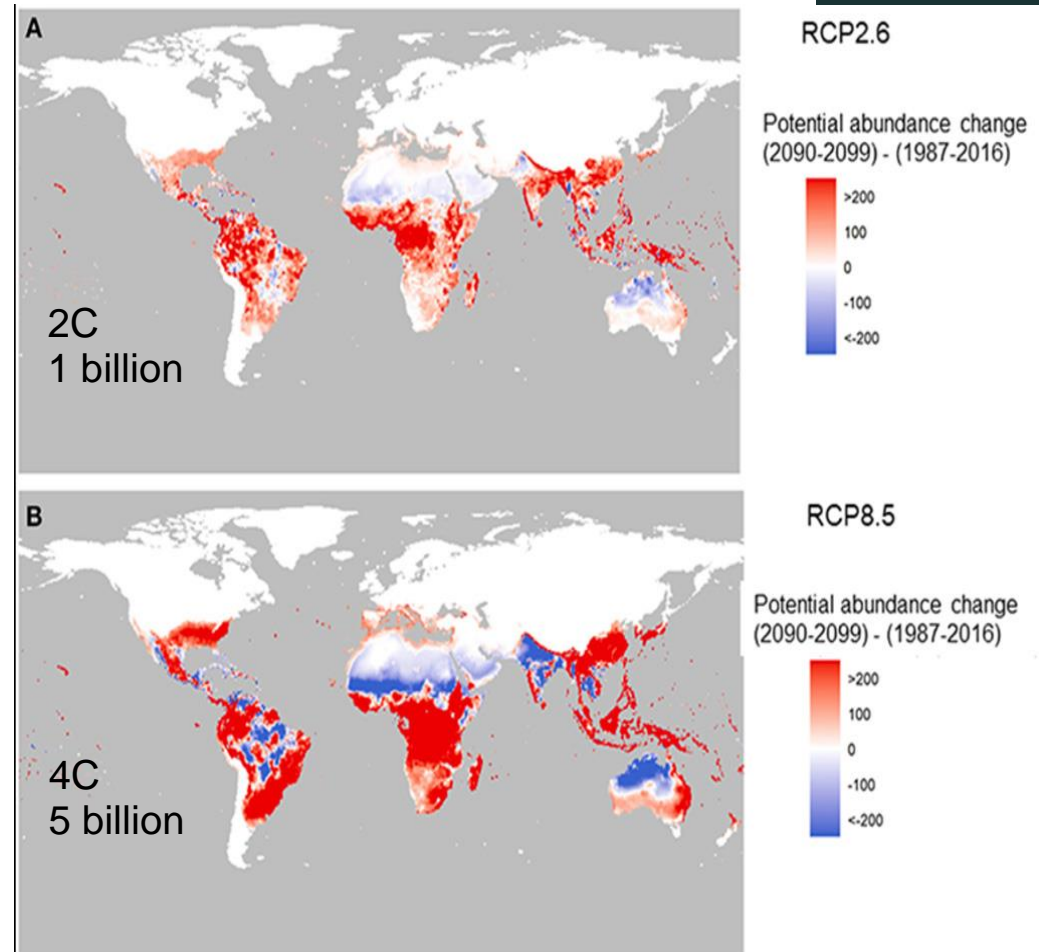 A
RCP2.6
Potential abundance change
(2090-2099) - (1987-2016)
>200
100
0
-100
<-200
2C
1 billion
B
RCP8.5
Potential abundance change
(2090-2099) - (1987-2016)
>200
100
0
-100
<-200
4C
5 billion